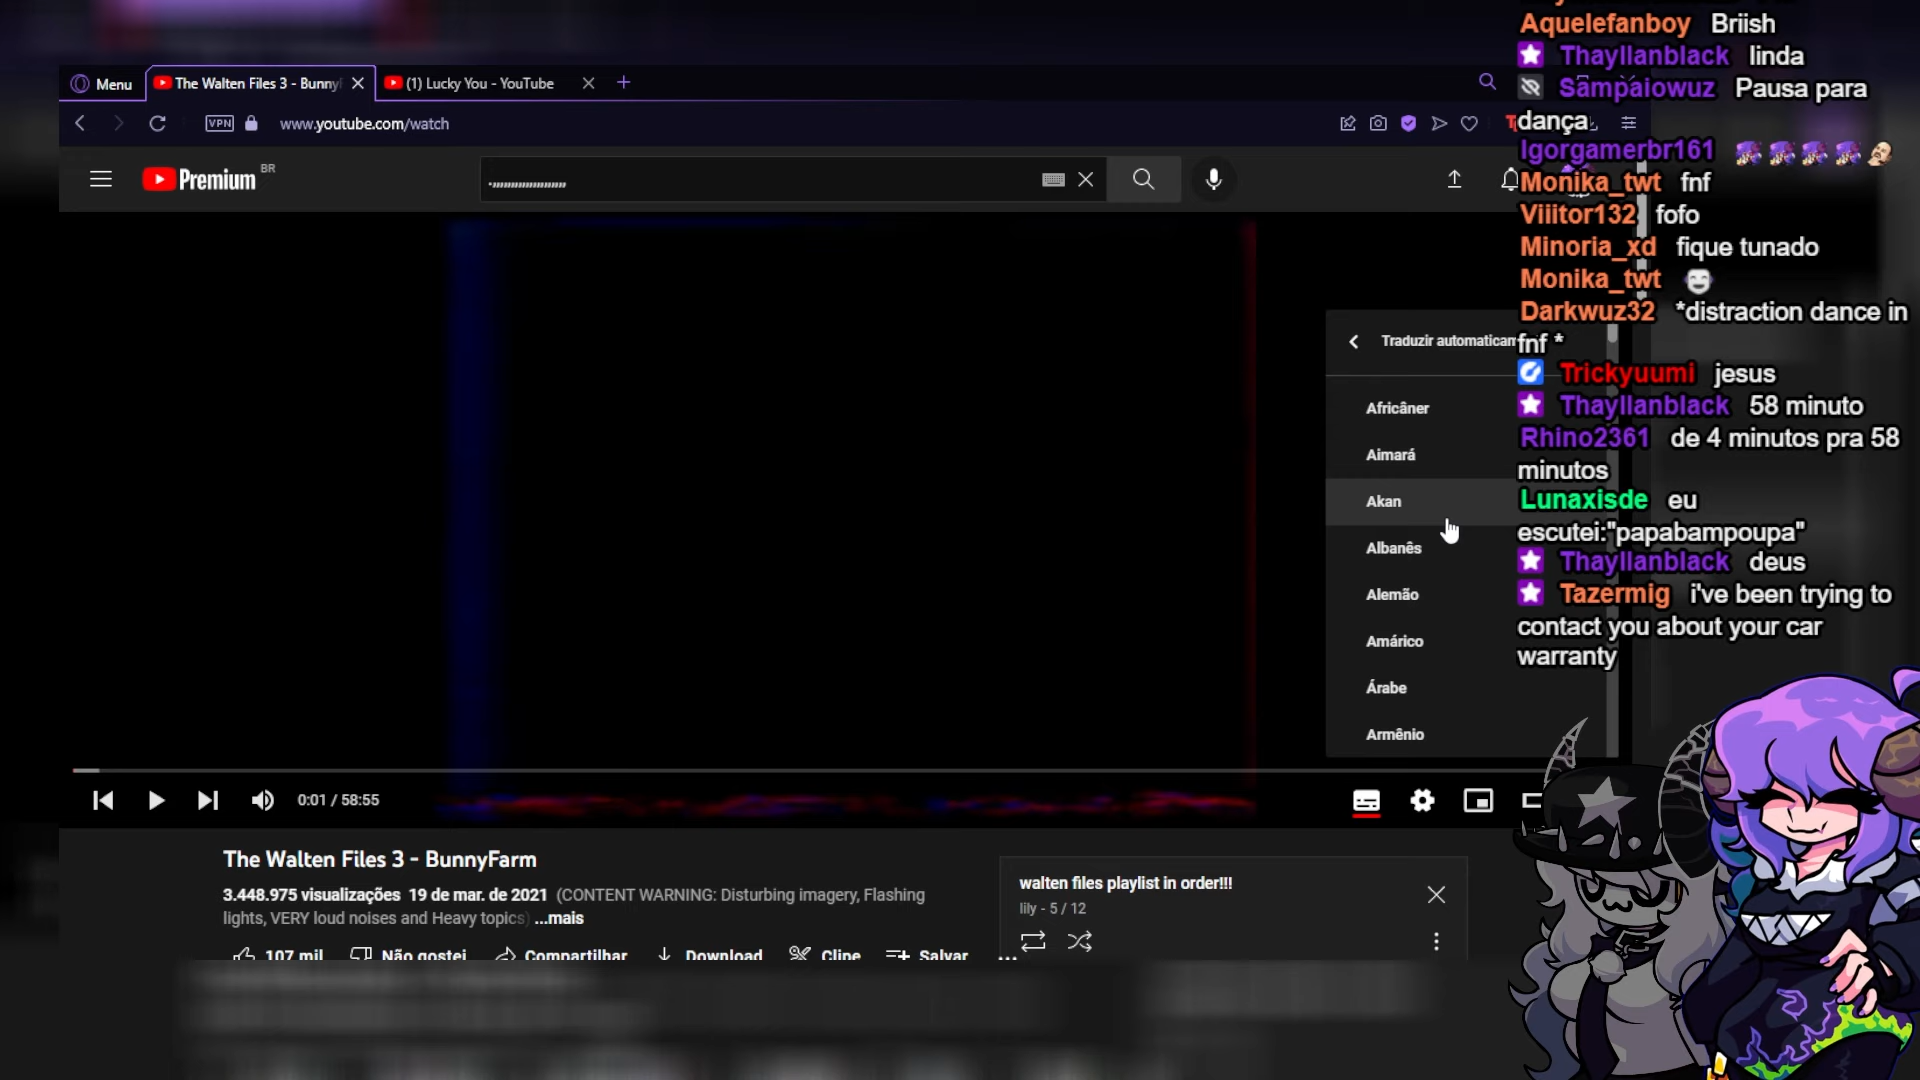 Menu
The Walten Files 3 - Bunny
(1) Lucky You - YouTube
VPN
www.youtube.com/watch
Premium BR
Traduzir automatican
Africâner
Aimará
Akan
Albanês
Alemão
Amárico
Árabe
Armênio
0:01 / 58:55
The Walten Files 3 - BunnyFarm
3.448.975 visualizações 19 de mar. de 2021 (CONTENT WARNING: Disturbing imagery, Flashing
lights, VERY loud noises and Heavy topics) ...mais
107 mil Não gostei Compartilhar Download Clipe Salvar ...
walten files playlist in order!!!
lily - 5 / 12
Aquelefanboy Briish
Thayllanblack linda
Sampaiowuz Pausa para
dança
Igorgamerbr161
Monika_twt fnf
Viiitor132 fofo
Minoria_xd fique tunado
Monika_twt
Darkwuz32 *distraction dance in
fnf *
Trickyuumi jesus
Thayllanblack 58 minuto
Rhino2361 de 4 minutos pra 58
minutos
Lunaxisde eu
escutei:"papabampoupa"
Thayllanblack deus
Tazermig i've been trying to
contact you about your car
warranty